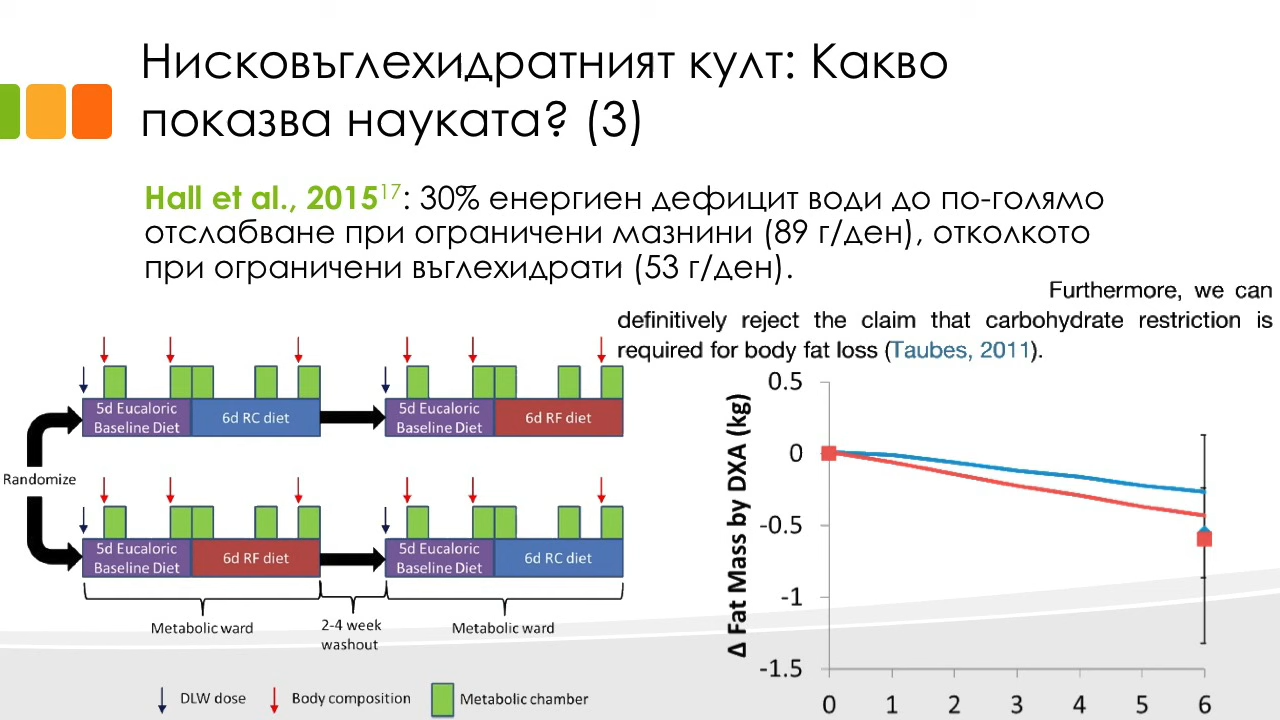 Нисковъглехидратният култ: Какво
показва науката? (3)
Hall et al., 2015¹⁷: 30% енергиен дефицит води до по-голямо
отслабване при ограничени мазнини (89 г/ден), отколкото
при ограничени въглехидрати (53 г/ден).
Furthermore, we can
definitively reject the claim that carbohydrate restriction is
required for body fat loss (Taubes, 2011).
Randomize
5d Eucaloric
Baseline Diet
6d RC diet
5d Eucaloric
Baseline Diet
6d RF diet
5d Eucaloric
Baseline Diet
6d RF diet
5d Eucaloric
Baseline Diet
6d RC diet
Metabolic ward
2-4 week
washout
Metabolic ward
DLW dose
Body composition
Metabolic chamber
Δ Fat Mass by DXA (kg)
0.5
0
-0.5
-1
-1.5
0 1 2 3 4 5 6